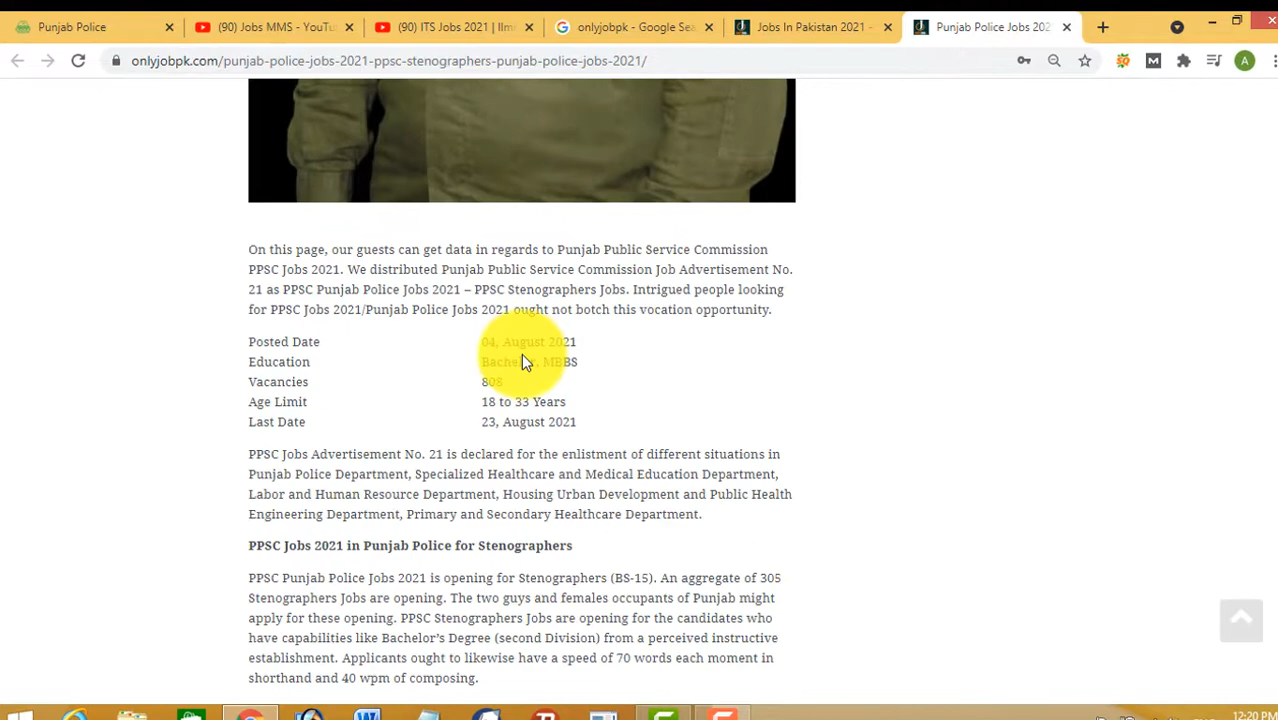 Punjab Police
(90) Jobs MMS - YouTu
(90) ITS Jobs 2021 | Ilm
onlyjobpk - Google Sea
Jobs In Pakistan 2021 -
Punjab Police Jobs 202
onlyjobpk.com/punjab-police-jobs-2021-ppsc-stenographers-punjab-police-jobs-2021/
A
On this page, our guests can get data in regards to Punjab Public Service Commission
PPSC Jobs 2021. We distributed Punjab Public Service Commission Job Advertisement No.
21 as PPSC Punjab Police Jobs 2021 – PPSC Stenographers Jobs. Intrigued people looking
for PPSC Jobs 2021/Punjab Police Jobs 2021 ought not botch this vocation opportunity.
Posted Date 04, August 2021
Education Bachelor, MBBS
Vacancies 808
Age Limit 18 to 33 Years
Last Date 23, August 2021
PPSC Jobs Advertisement No. 21 is declared for the enlistment of different situations in
Punjab Police Department, Specialized Healthcare and Medical Education Department,
Labor and Human Resource Department, Housing Urban Development and Public Health
Engineering Department, Primary and Secondary Healthcare Department.
PPSC Jobs 2021 in Punjab Police for Stenographers
PPSC Punjab Police Jobs 2021 is opening for Stenographers (BS-15). An aggregate of 305
Stenographers Jobs are opening. The two guys and females occupants of Punjab might
apply for these opening. PPSC Stenographers Jobs are opening for the candidates who
have capabilities like Bachelor's Degree (second Division) from a perceived instructive
establishment. Applicants ought to likewise have a speed of 70 words each moment in
shorthand and 40 wpm of composing.
12:20 PM